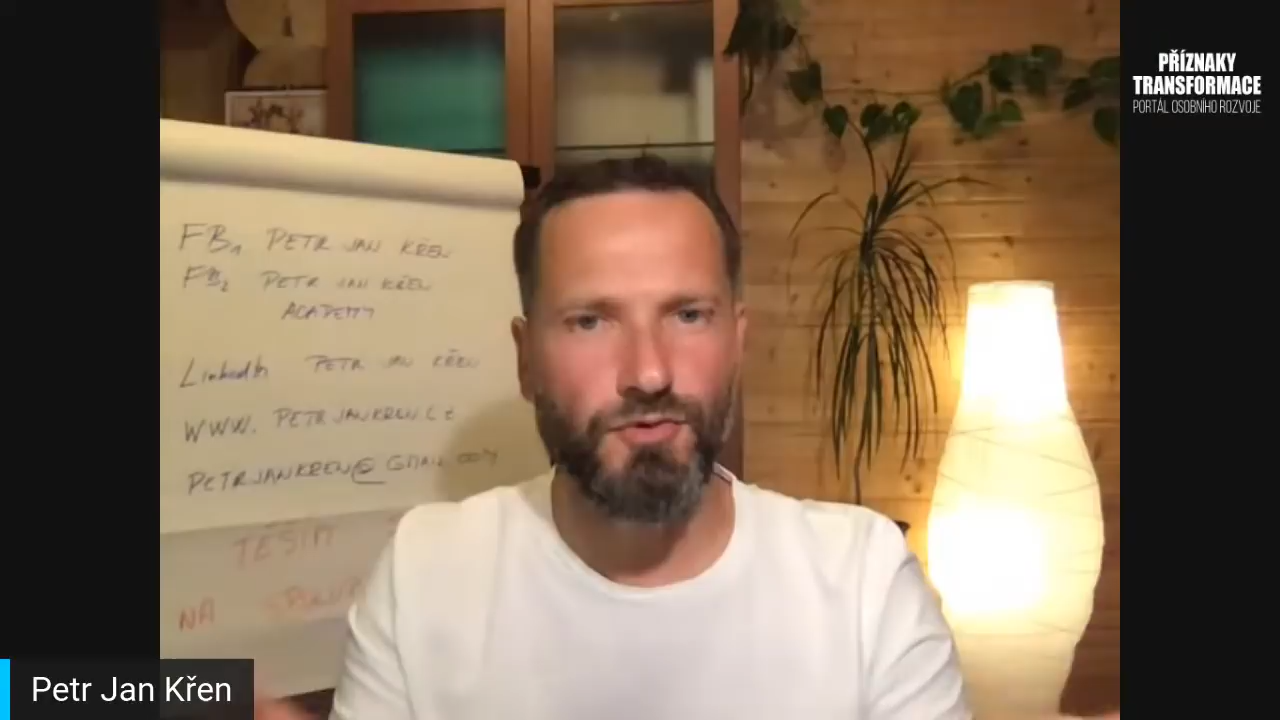 FB1 PETR JAN KŘEN
FB2 PETR JAN KŘEN
ACADEMY
LinkedIn PETR JAN KŘEN
WWW. PETRJANKREN.CZ
PETRJANKREN@GMAIL.COM
TĚŠÍM
NA
PŘÍZNAKY
TRANSFORMACE
PORTÁL OSOBNÍHO ROZVOJE
Petr Jan Křen